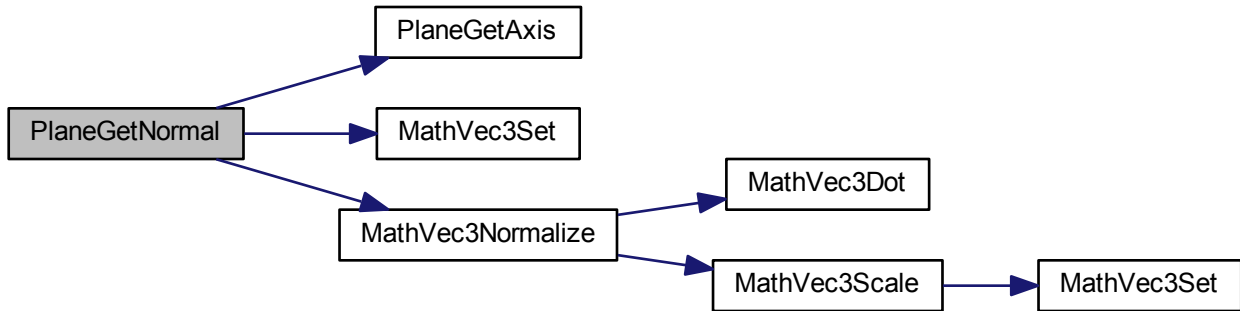 PlaneGetAxis
PlaneGetNormal
MathVec3Set
MathVec3Dot
MathVec3Normalize
MathVec3Scale
MathVec3Set